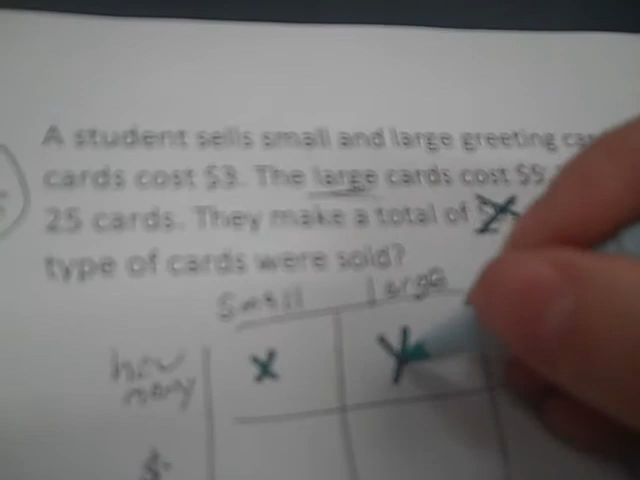 A student sells small and large greeting
cards cost $3. The large cards cost $5
25 cards. They make a total of
type of cards were sold?
Small Large
how X Y
many
$